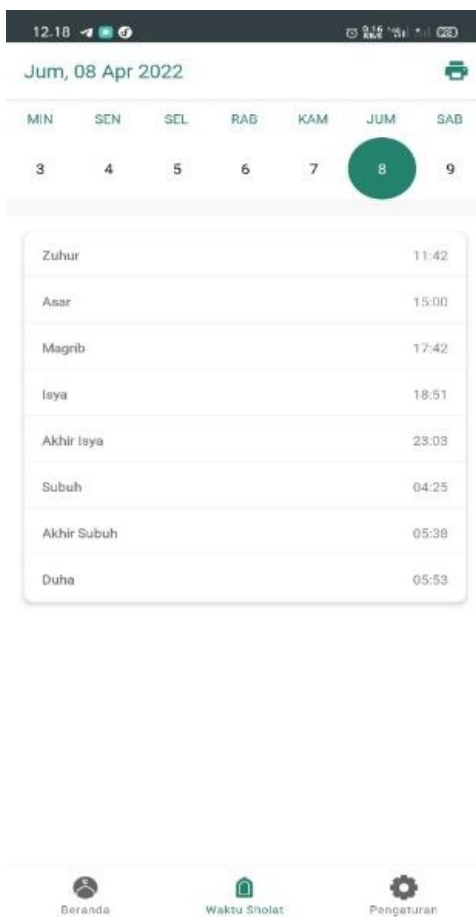 12.18
Jum, 08 Apr 2022
MIN SEN SEL RAB KAM JUM SAB
3 4 5 6 7 8 9
Zuhur 11:42
Asar 15:00
Magrib 17:42
Isya 18:51
Akhir Isya 23:03
Subuh 04:25
Akhir Subuh 05:38
Duha 05:53
Beranda Waktu Sholat Pengaturan